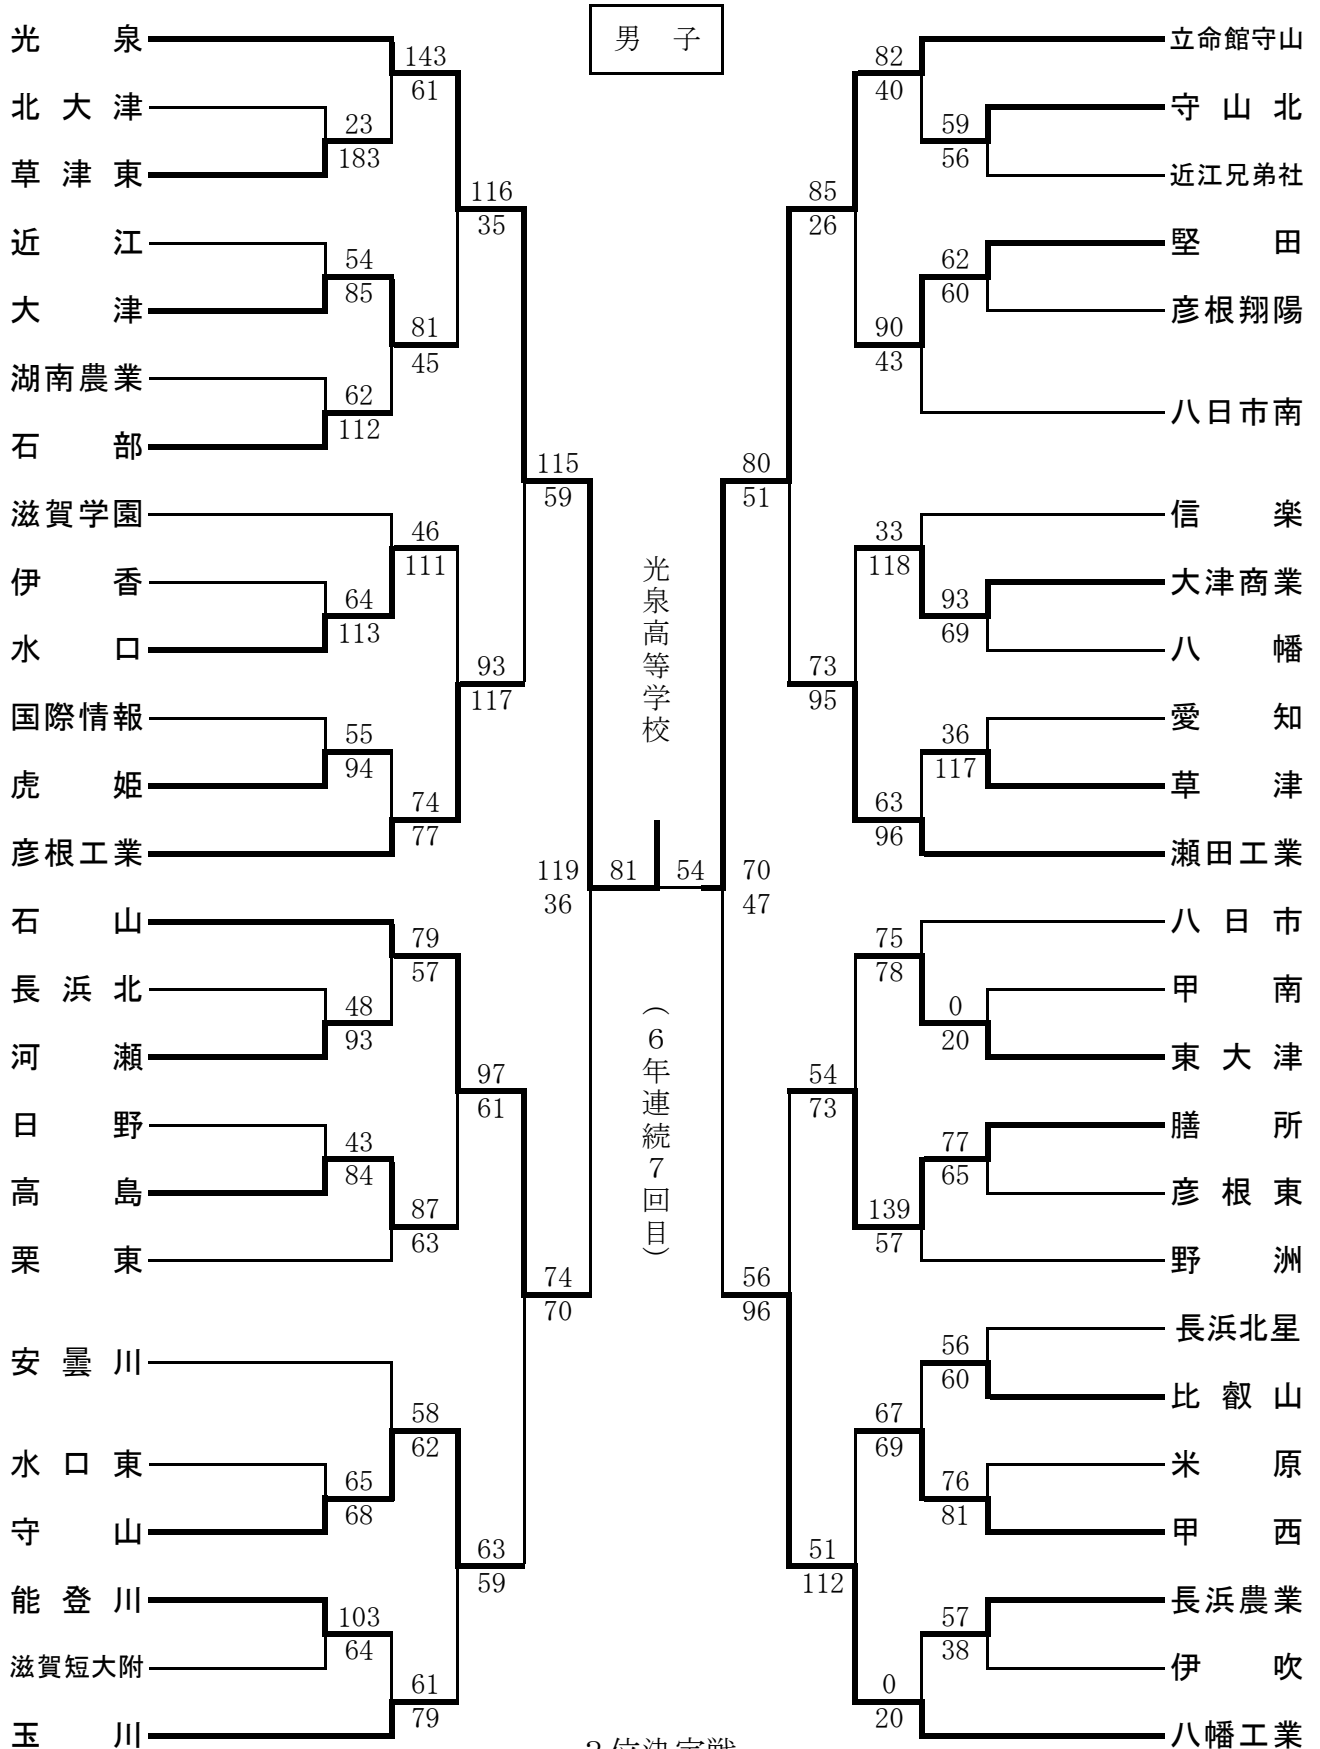 男 子
光 泉
北 大 津
草 津 東
近 江
大 津
湖南農業
石 部
滋賀学園
伊 香
水 口
国際情報
虎 姫
彦根工業
石 山
長 浜 北
河 瀬
日 野
高 島
栗 東
安 曇 川
水 口 東
守 山
能 登 川
滋賀短大附
玉 川
23
183
54
85
62
112
64
113
55
94
48
93
43
84
65
68
103
64
143
61
81
45
46
111
74
77
79
57
87
63
58
62
61
79
116
35
93
117
97
61
63
59
115
59
74
70
119
36
81
54
光泉高等学校
（６年連続７回目）
70
47
80
51
56
96
85
26
73
95
54
73
51
112
82
40
90
43
33
118
63
96
75
78
139
57
67
69
0
20
59
56
62
60
93
69
36
117
0
20
77
65
56
60
76
81
57
38
立命館守山
守 山 北
近江兄弟社
堅 田
彦根翔陽
八日市南
信 楽
大津商業
八 幡
愛 知
草 津
瀬田工業
八 日 市
甲 南
東 大 津
膳 所
彦 根 東
野 洲
長浜北星
比 叡 山
米 原
甲 西
長浜農業
伊 吹
八幡工業